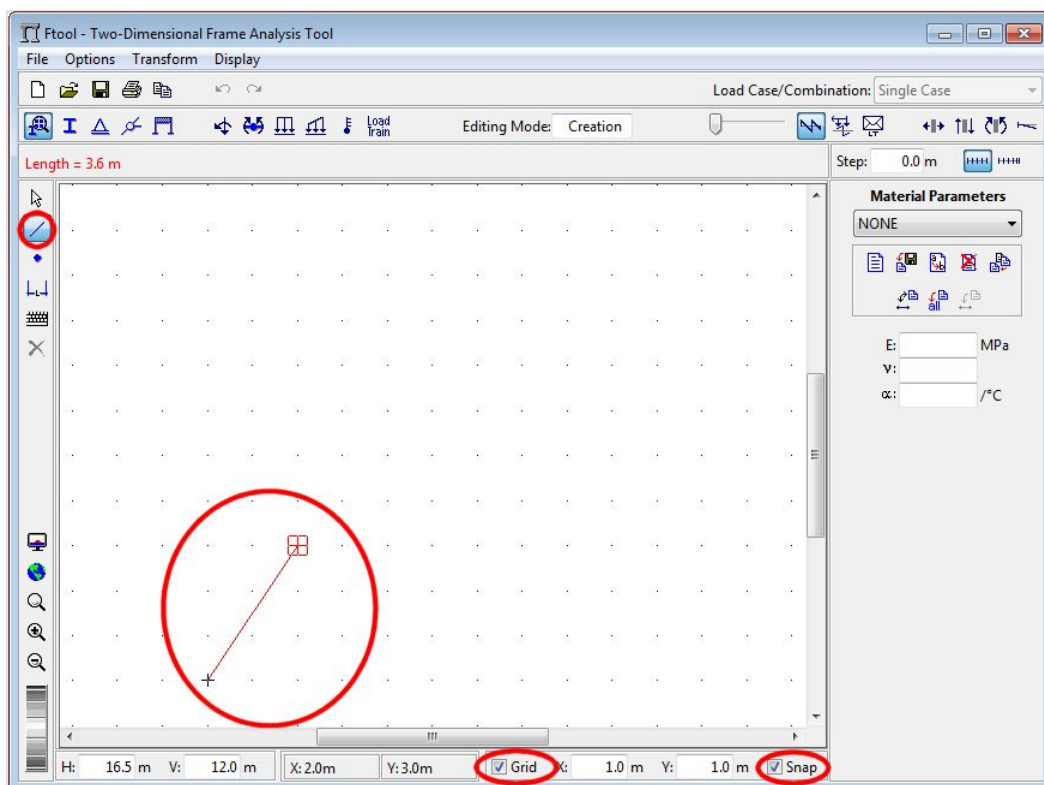 Ftool - Two-Dimensional Frame Analysis Tool
File Options Transform Display
Load Case/Combination: Single Case
Load Train
Editing Mode: Creation
LT
Length = 3.6 m
Step: 0.0 m
Material Parameters
NONE
all
E: MPa
ν:
α: /°C
L
H: 16.5 m V: 12.0 m X: 2.0m Y: 3.0m Grid X: 1.0 m Y: 1.0 m Snap